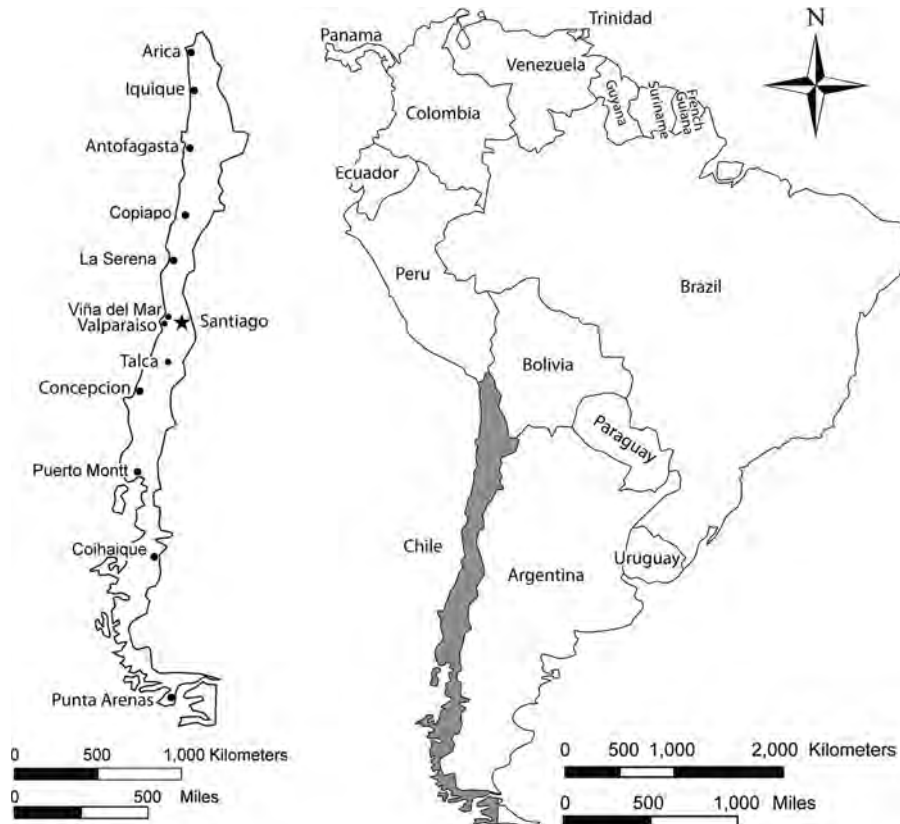 Arica
Iquique
Antofagasta
Copiapo
La Serena
Viña del Mar
Valparaiso
Santiago
Talca
Concepcion
Puerto Montt
Coihaique
Punta Arenas
0 500 1,000 Kilometers
0 500 Miles
Trinidad
Panama
Venezuela
Guyana
Suriname
French
Guiana
Colombia
Ecuador
Peru
Brazil
Bolivia
Paraguay
Chile
Uruguay
Argentina
N
0 500 1,000 2,000 Kilometers
0 500 1,000 Miles